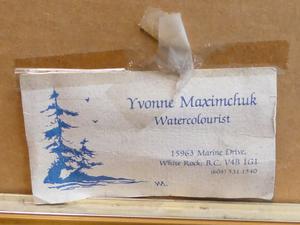 Yvonne Maximchuk
Watercolourist
15963 Marine Drive,
White Rock, B.C. V4B 1G1
(604) 531-1540